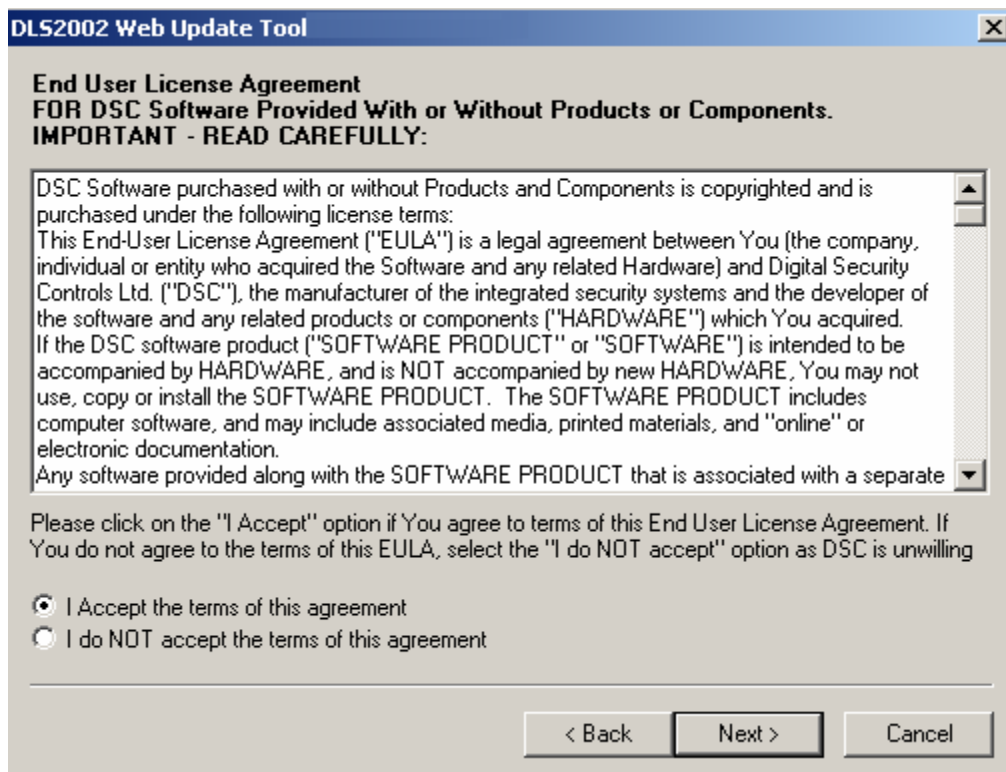 DLS2002 Web Update Tool
End User License Agreement
FOR DSC Software Provided With or Without Products or Components.
IMPORTANT - READ CAREFULLY:
DSC Software purchased with or without Products and Components is copyrighted and is
purchased under the following license terms:
This End-User License Agreement ("EULA") is a legal agreement between You (the company,
individual or entity who acquired the Software and any related Hardware) and Digital Security
Controls Ltd. ("DSC"), the manufacturer of the integrated security systems and the developer of
the software and any related products or components ("HARDWARE") which You acquired.
If the DSC software product ("SOFTWARE PRODUCT" or "SOFTWARE") is intended to be
accompanied by HARDWARE, and is NOT accompanied by new HARDWARE, You may not
use, copy or install the SOFTWARE PRODUCT.  The SOFTWARE PRODUCT includes
computer software, and may include associated media, printed materials, and "online" or
electronic documentation.
Any software provided along with the SOFTWARE PRODUCT that is associated with a separate
Please click on the "I Accept" option if You agree to terms of this End User License Agreement. If
You do not agree to the terms of this EULA, select the "I do NOT accept" option as DSC is unwilling
I Accept the terms of this agreement
I do NOT accept the terms of this agreement
< Back
Next >
Cancel